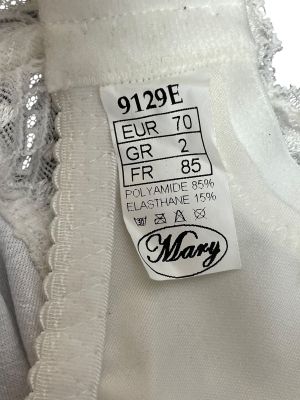 9129E
EUR 70
GR 2
FR 85
POLYAMIDE 85%
ELASTHANE 15%
Mary